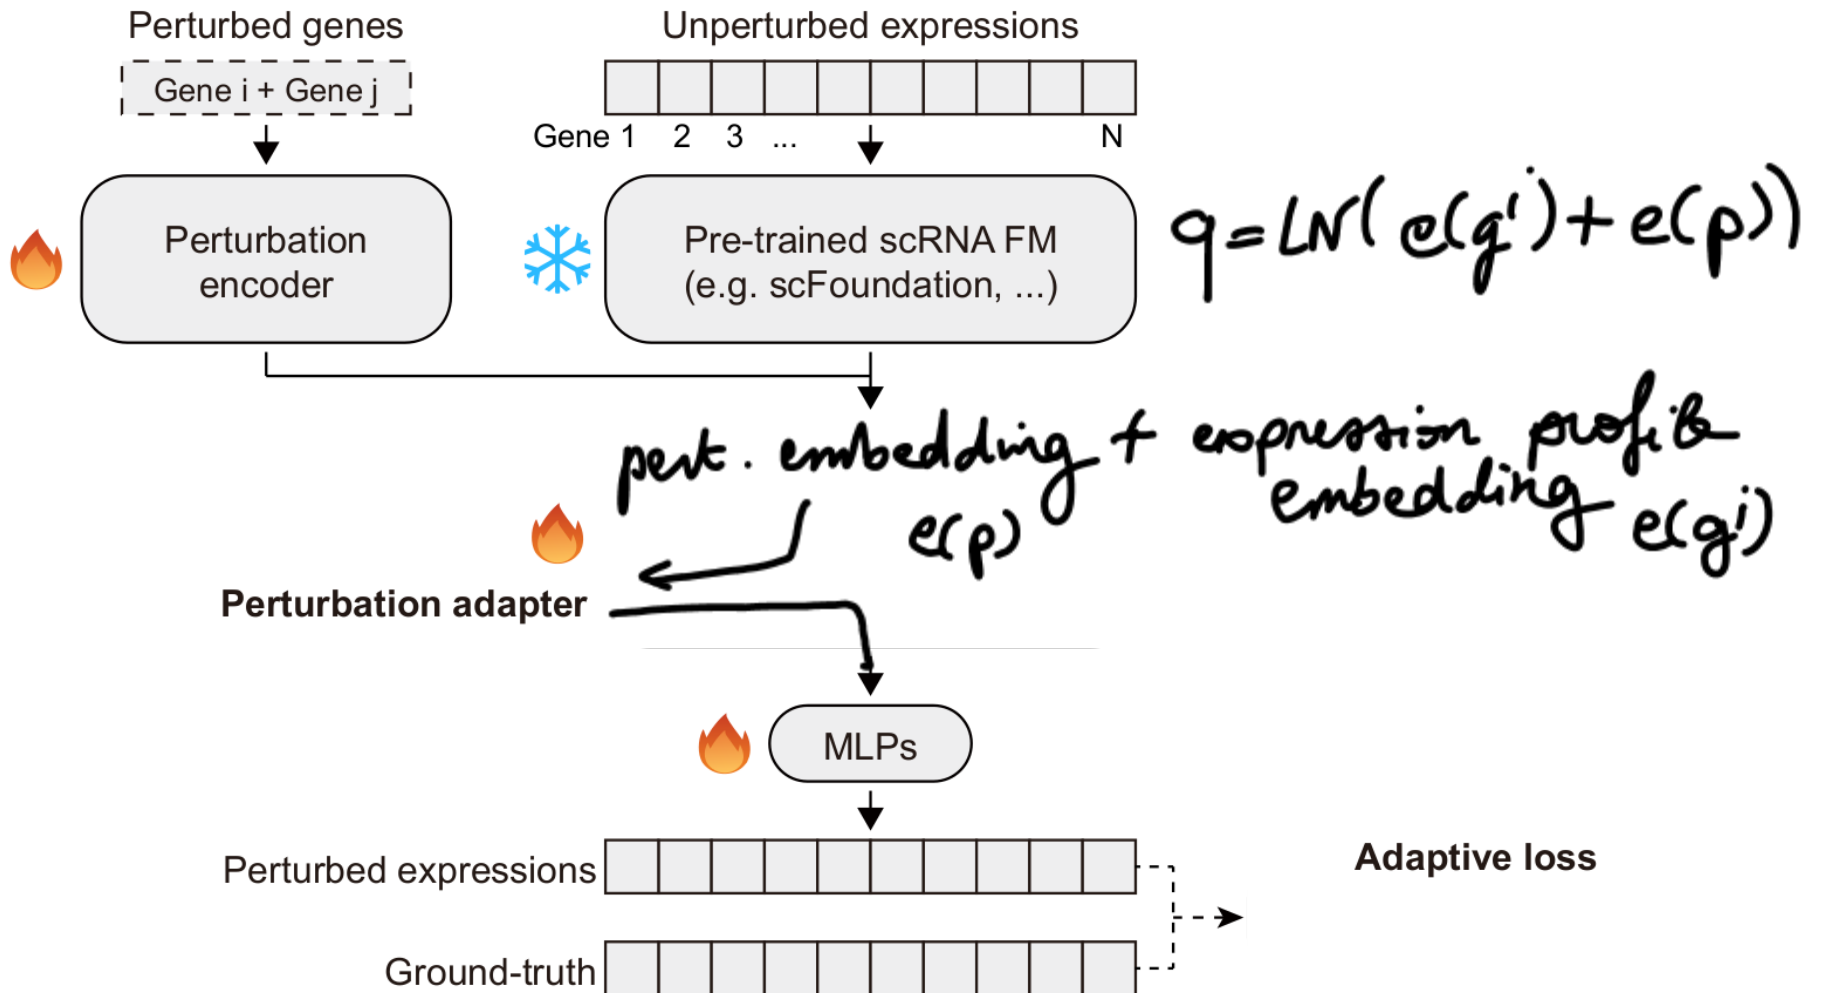 Perturbed genes
Unperturbed expressions
Gene i + Gene j
Gene 1 2 3 ... N
Perturbation
encoder
Pre-trained scRNA FM
(e.g. scFoundation, ...)
q = LN( e(gⁱ) + e(p))
pert. embedding + expression profile
embedding e(gⁱ)
e(p)
Perturbation adapter
MLPs
Perturbed expressions
Adaptive loss
Ground-truth